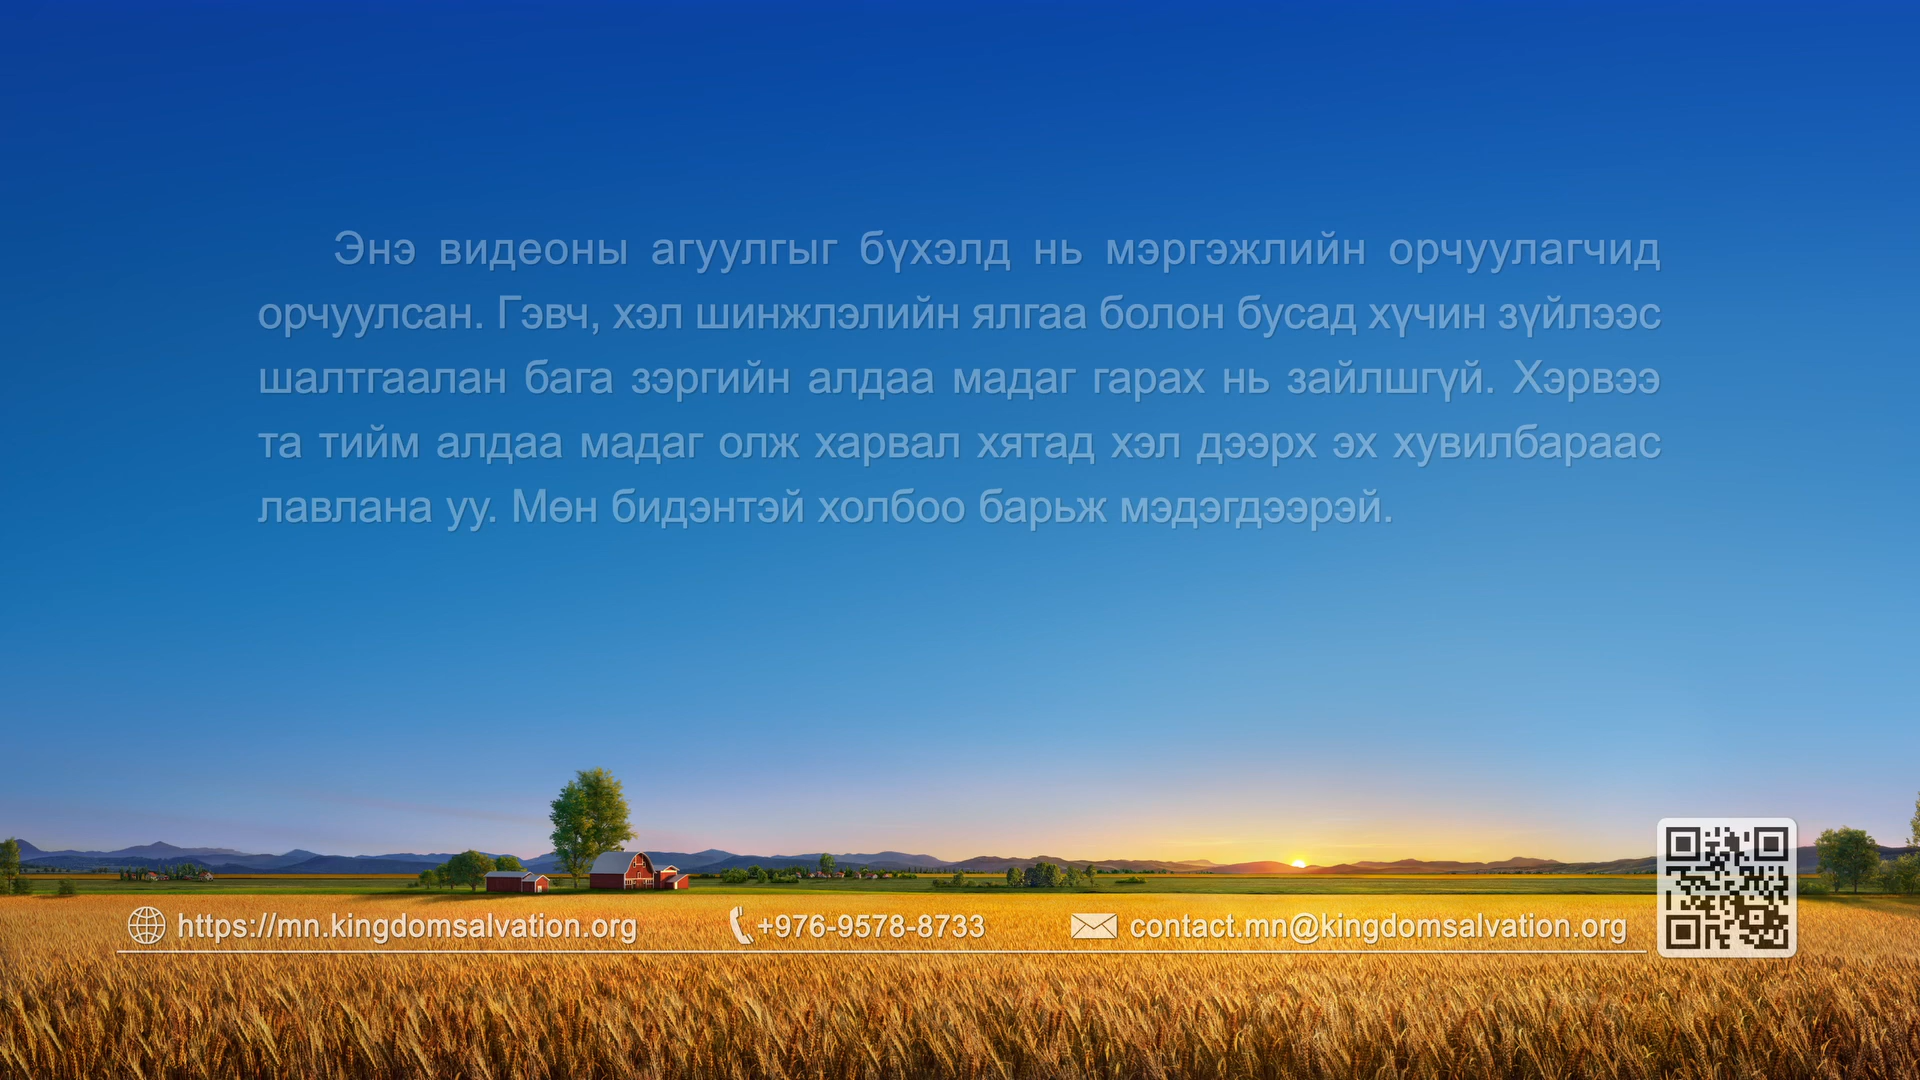 Энэ видеоны агуулгыг бүхэлд нь мэргэжлийн орчуулагчид
орчуулсан. Гэвч, хэл шинжлэлийн ялгаа болон бусад хүчин зүйлээс
шалтгаалан бага зэргийн алдаа мадаг гарах нь зайлшгүй. Хэрвээ
та тийм алдаа мадаг олж харвал хятад хэл дээрх эх хувилбараас
лавлана уу. Мөн бидэнтэй холбоо барьж мэдэгдээрэй.
https://mn.kingdomsalvation.org +976-9578-8733 contact.mn@kingdomsalvation.org